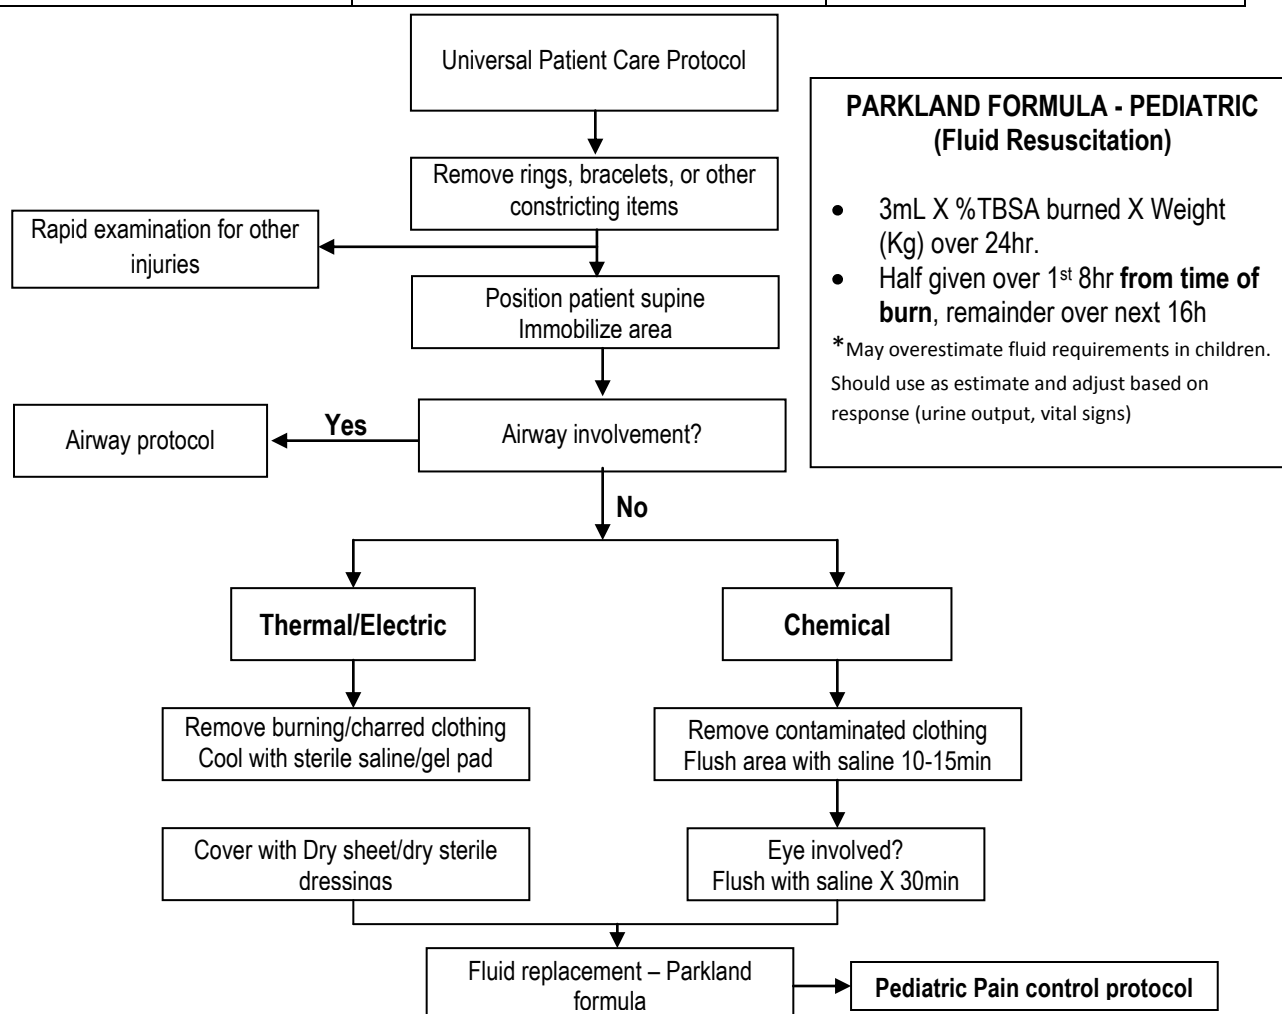 Universal Patient Care Protocol
PARKLAND FORMULA - PEDIATRIC
(Fluid Resuscitation)
• 3mL X %TBSA burned X Weight
(Kg) over 24hr.
• Half given over 1st 8hr from time of
burn, remainder over next 16h
*May overestimate fluid requirements in children.
Should use as estimate and adjust based on
response (urine output, vital signs)
Remove rings, bracelets, or other
constricting items
Rapid examination for other
injuries
Position patient supine
Immobilize area
Airway involvement?
Yes
Airway protocol
No
Thermal/Electric
Chemical
Remove burning/charred clothing
Cool with sterile saline/gel pad
Remove contaminated clothing
Flush area with saline 10-15min
Cover with Dry sheet/dry sterile
dressings
Eye involved?
Flush with saline X 30min
Fluid replacement – Parkland
formula
Pediatric Pain control protocol